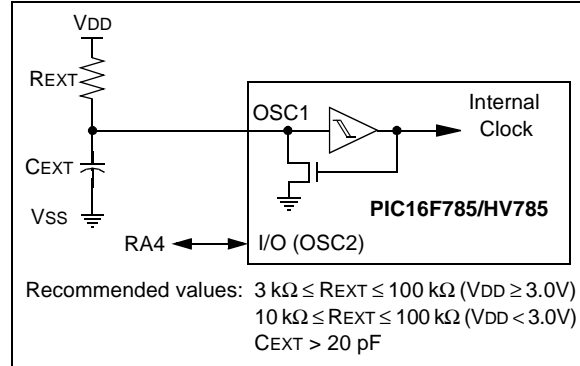 VDD
REXT
OSC1
Internal
Clock
CEXT
PIC16F785/HV785
VSS
RA4
I/O (OSC2)
Recommended values: 3 kΩ ≤ REXT ≤ 100 kΩ (VDD ≥ 3.0V)
10 kΩ ≤ REXT ≤ 100 kΩ (VDD < 3.0V)
CEXT > 20 pF